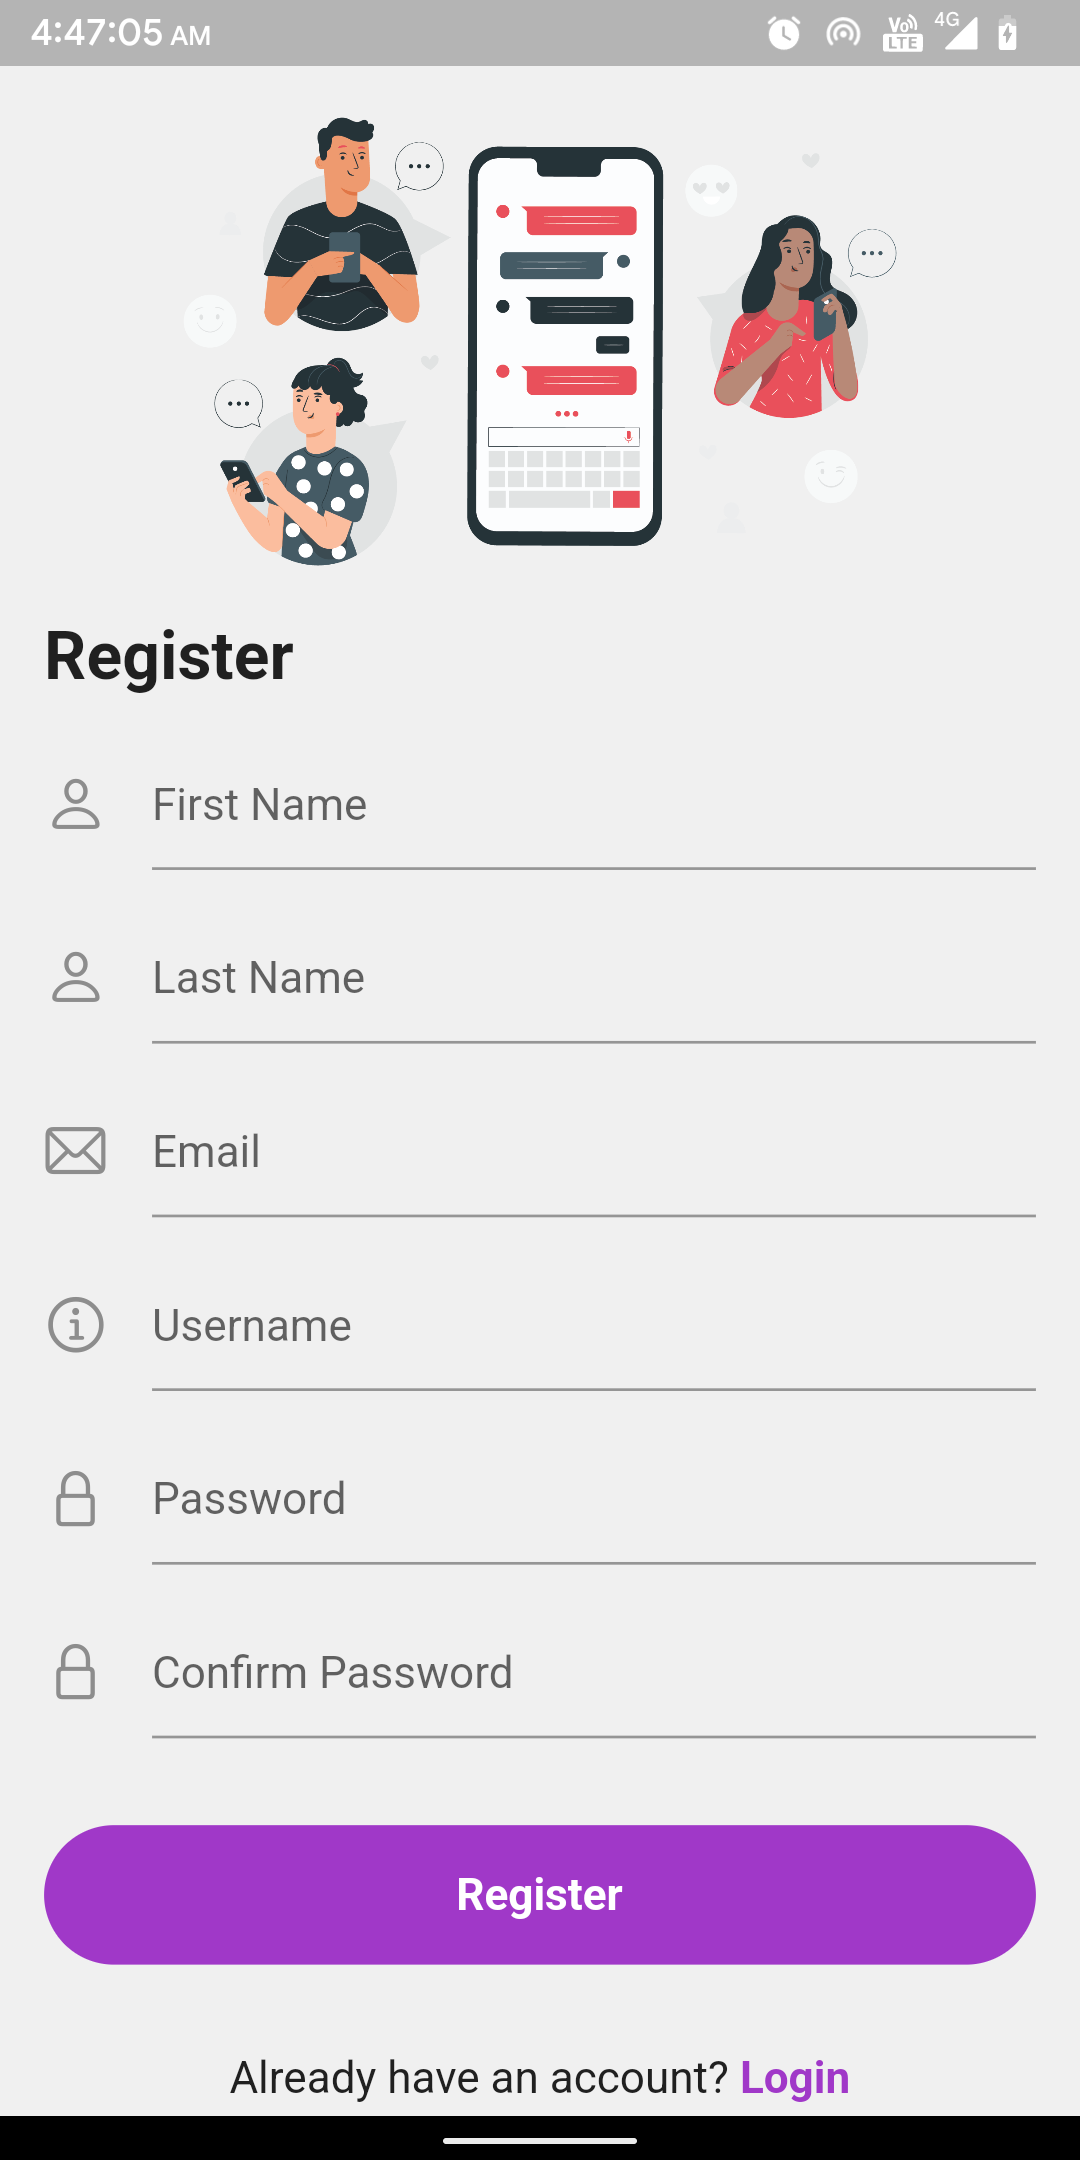 4:47:05 AM
Vo LTE 4G
Register
First Name
Last Name
Email
Username
Password
Confirm Password
Register
Already have an account? Login